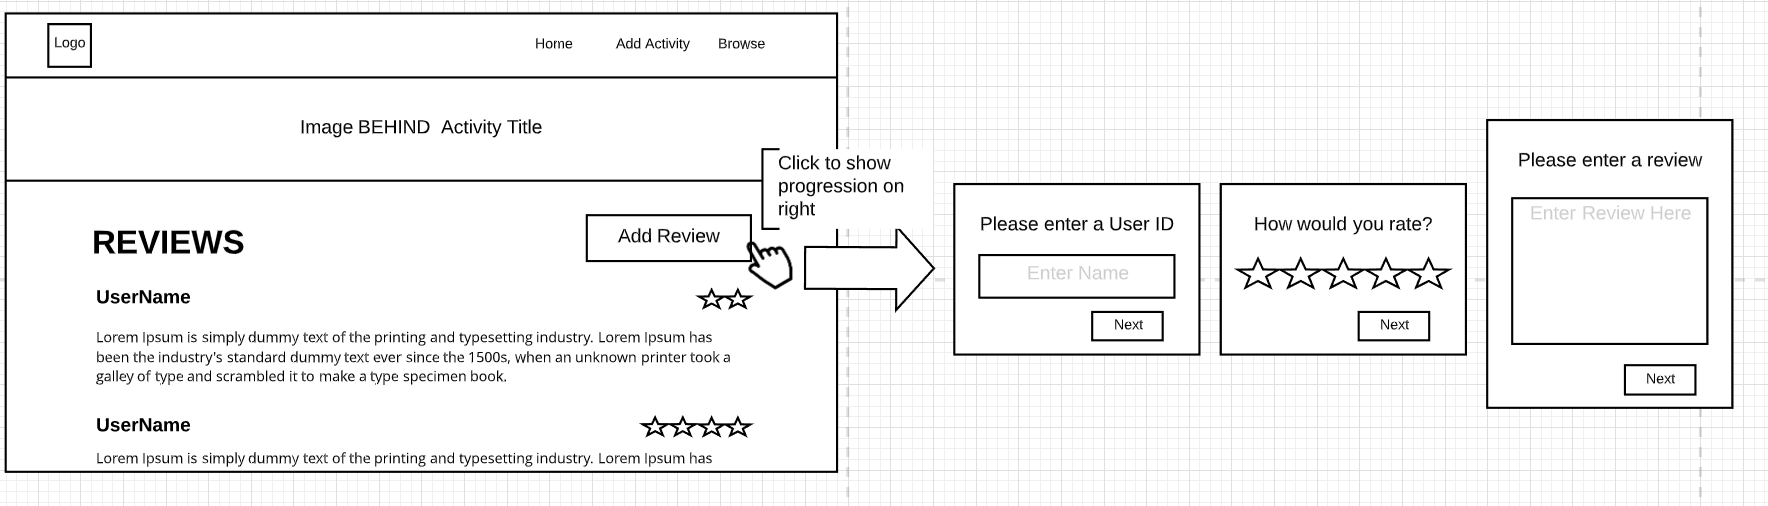 Logo
Home
Add Activity
Browse
Image BEHIND  Activity Title
Click to show
progression on
right
REVIEWS
Add Review
UserName
Lorem Ipsum is simply dummy text of the printing and typesetting industry. Lorem Ipsum has
been the industry's standard dummy text ever since the 1500s, when an unknown printer took a
galley of type and scrambled it to make a type specimen book.
UserName
Lorem Ipsum is simply dummy text of the printing and typesetting industry. Lorem Ipsum has
Please enter a User ID
Enter Name
Next
How would you rate?
Next
Please enter a review
Enter Review Here
Next